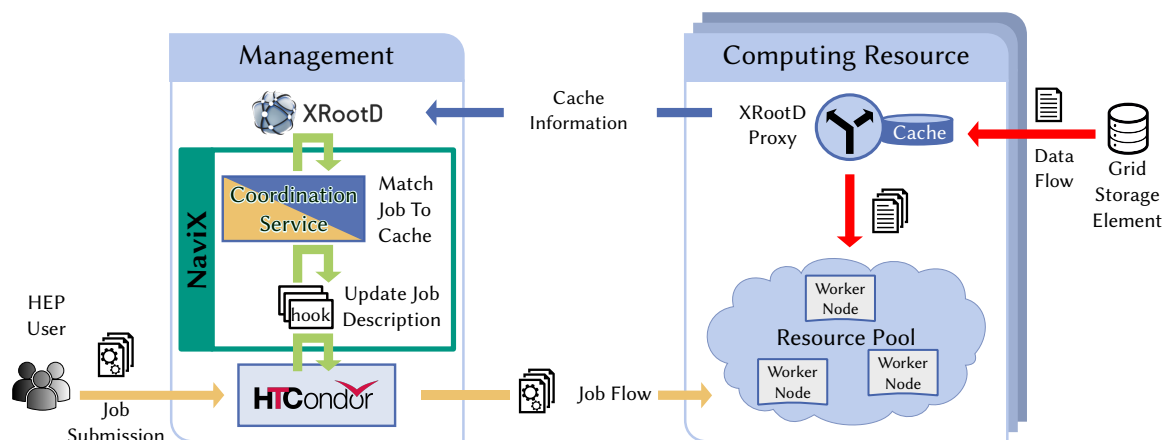 Management
XRootD
NaviX
Coordination
Service
Match
Job To
Cache
hook
Update Job
Description
HEP
User
Job
Submission
HTCondor
Cache
Information
Job Flow
Computing Resource
XRootD
Proxy
Cache
Data
Flow
Grid
Storage
Element
Worker
Node
Resource Pool
Worker
Node
Worker
Node